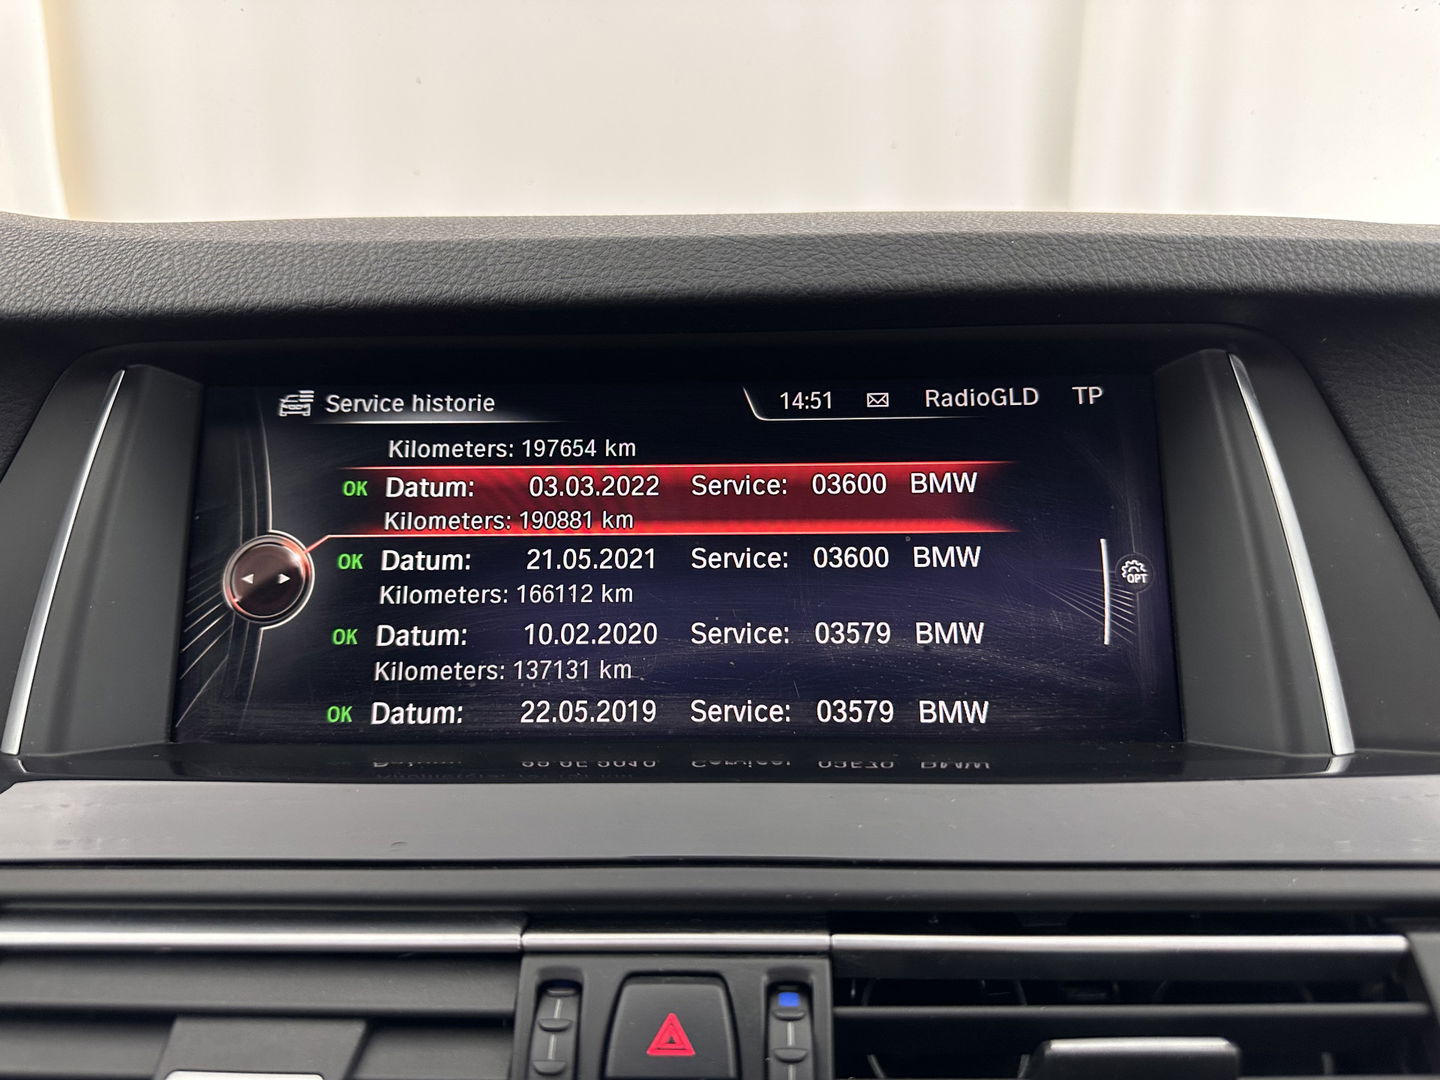 Service historie 14:51 RadioGLD TP
Kilometers: 197654 km
OK Datum: 03.03.2022 Service: 03600 BMW
Kilometers: 190881 km
OK Datum: 21.05.2021 Service: 03600 BMW
Kilometers: 166112 km
OPT
OK Datum: 10.02.2020 Service: 03579 BMW
Kilometers: 137131 km
OK Datum: 22.05.2019 Service: 03579 BMW